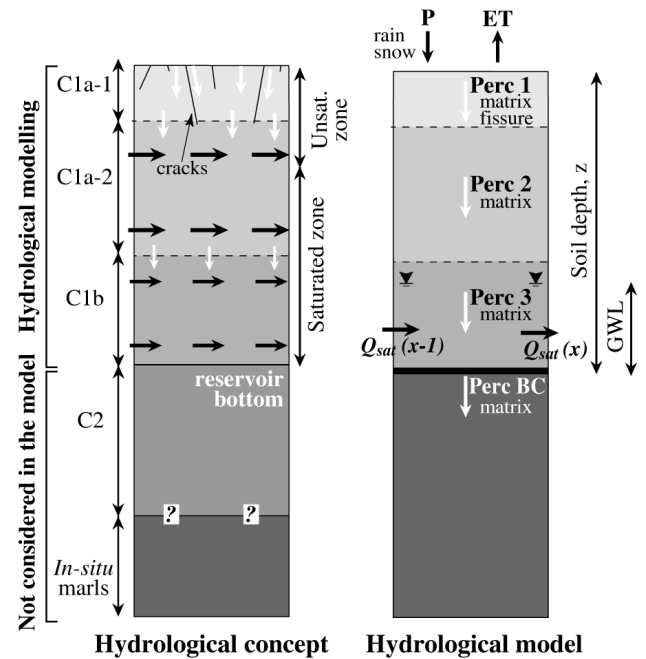 P
ET
rain
snow
Hydrological modelling
Not considered in the model
C1a-1
C1a-2
C1b
C2
In-situ
marls
cracks
Unsat.
zone
Saturated zone
reservoir
bottom
?
?
Perc 1
matrix
fissure
Perc 2
matrix
Perc 3
matrix
Qsat (x-1)
Qsat (x)
Perc BC
matrix
Soil depth, z
GWL
Hydrological concept
Hydrological model